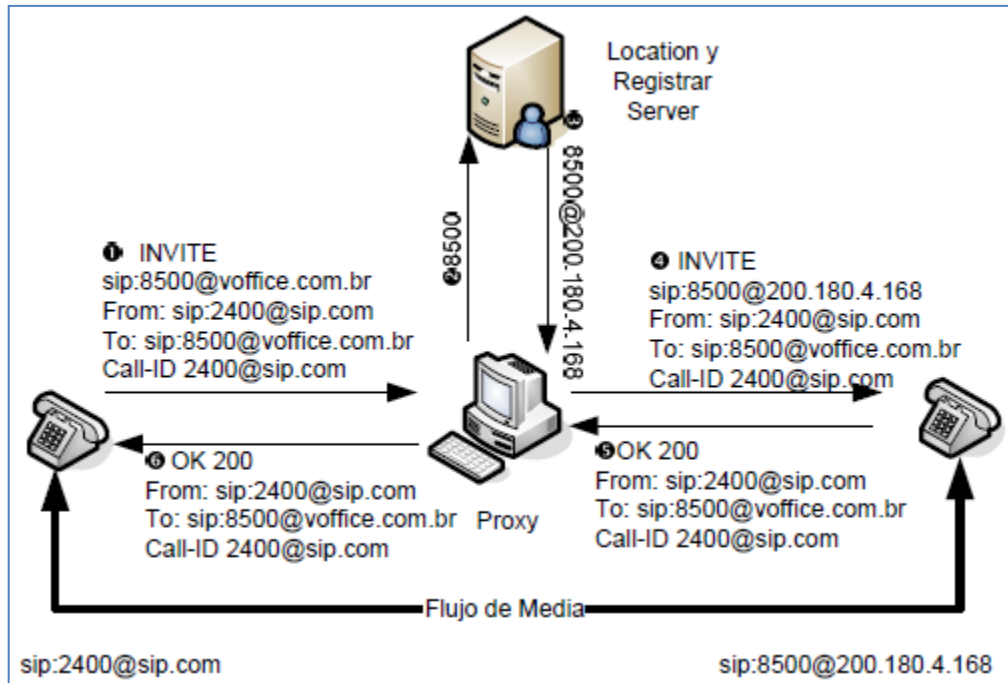 Location y
Registrar
Server
❸ 8500@200.180.4.168
❷8500
❶ INVITE
sip:8500@voffice.com.br
From: sip:2400@sip.com
To: sip:8500@voffice.com.br
Call-ID 2400@sip.com
❹ INVITE
sip:8500@200.180.4.168
From: sip:2400@sip.com
To: sip:8500@voffice.com.br
Call-ID 2400@sip.com
❻ OK 200
From: sip:2400@sip.com
To: sip:8500@voffice.com.br
Call-ID 2400@sip.com
Proxy
❺OK 200
From: sip:2400@sip.com
To: sip:8500@voffice.com.br
Call-ID 2400@sip.com
Flujo de Media
sip:2400@sip.com
sip:8500@200.180.4.168